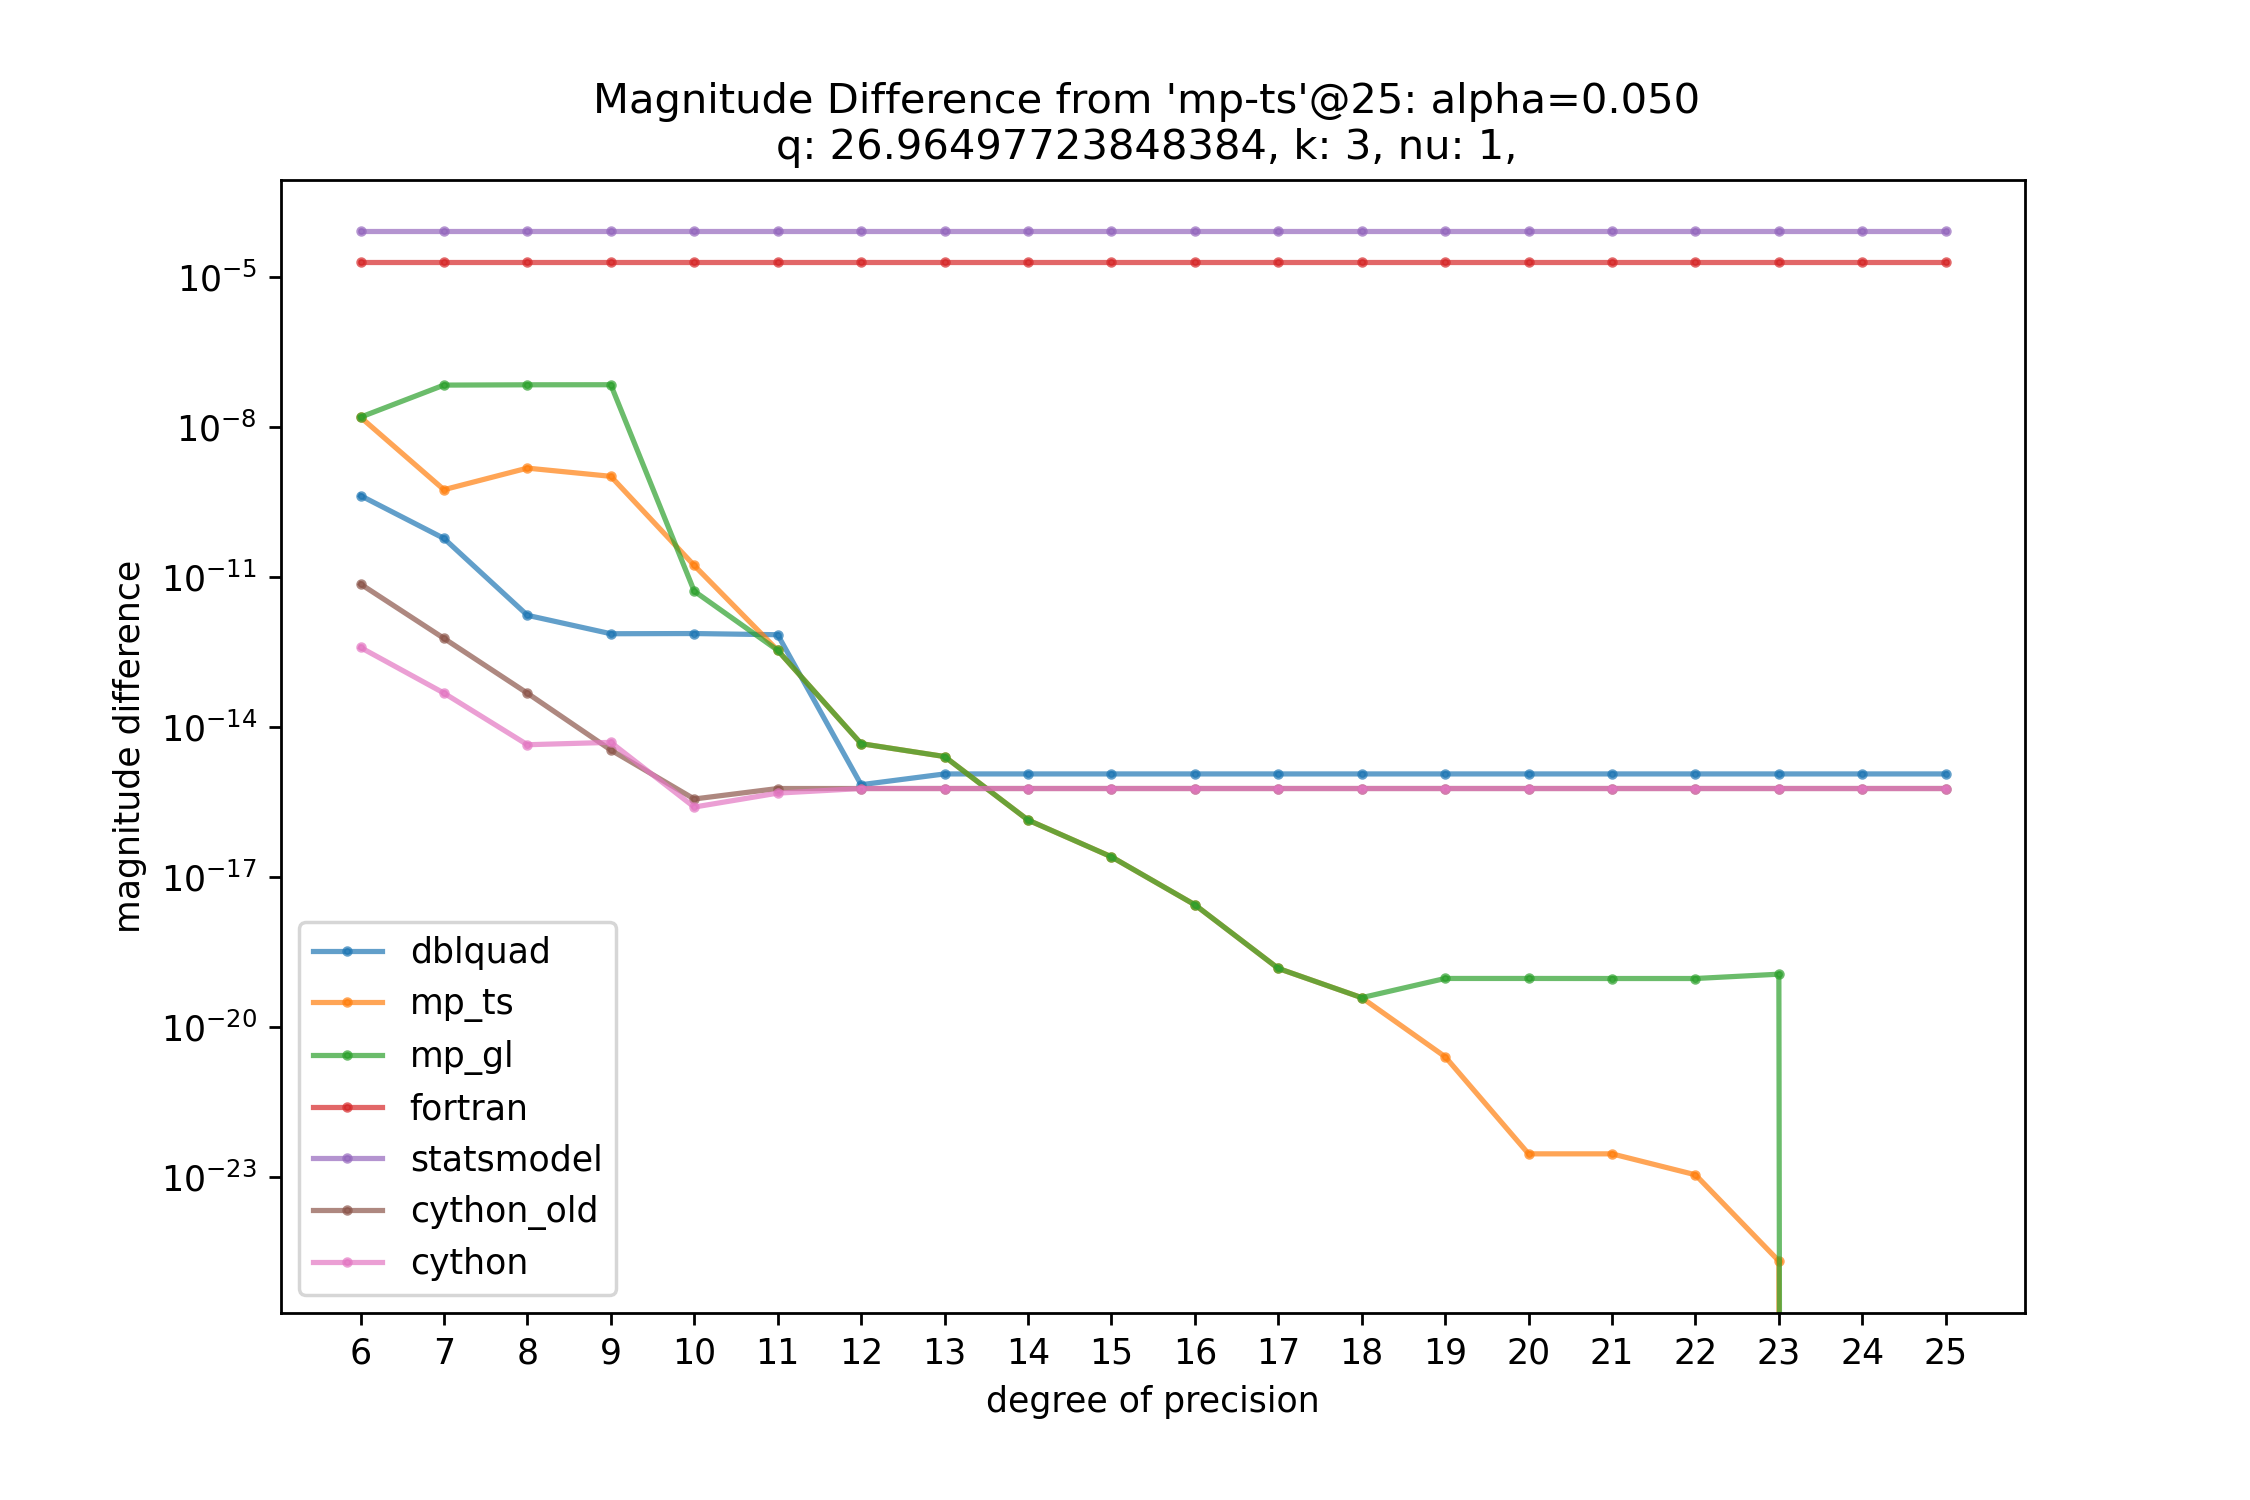 Magnitude Difference from 'mp-ts'@25: alpha=0.050
q: 26.96497723848384, k: 3, nu: 1,
magnitude difference
10⁻⁵
10⁻⁸
10⁻¹¹
10⁻¹⁴
10⁻¹⁷
10⁻²⁰
10⁻²³
dblquad
mp_ts
mp_gl
fortran
statsmodel
cython_old
cython
6 7 8 9 10 11 12 13 14 15 16 17 18 19 20 21 22 23 24 25
degree of precision